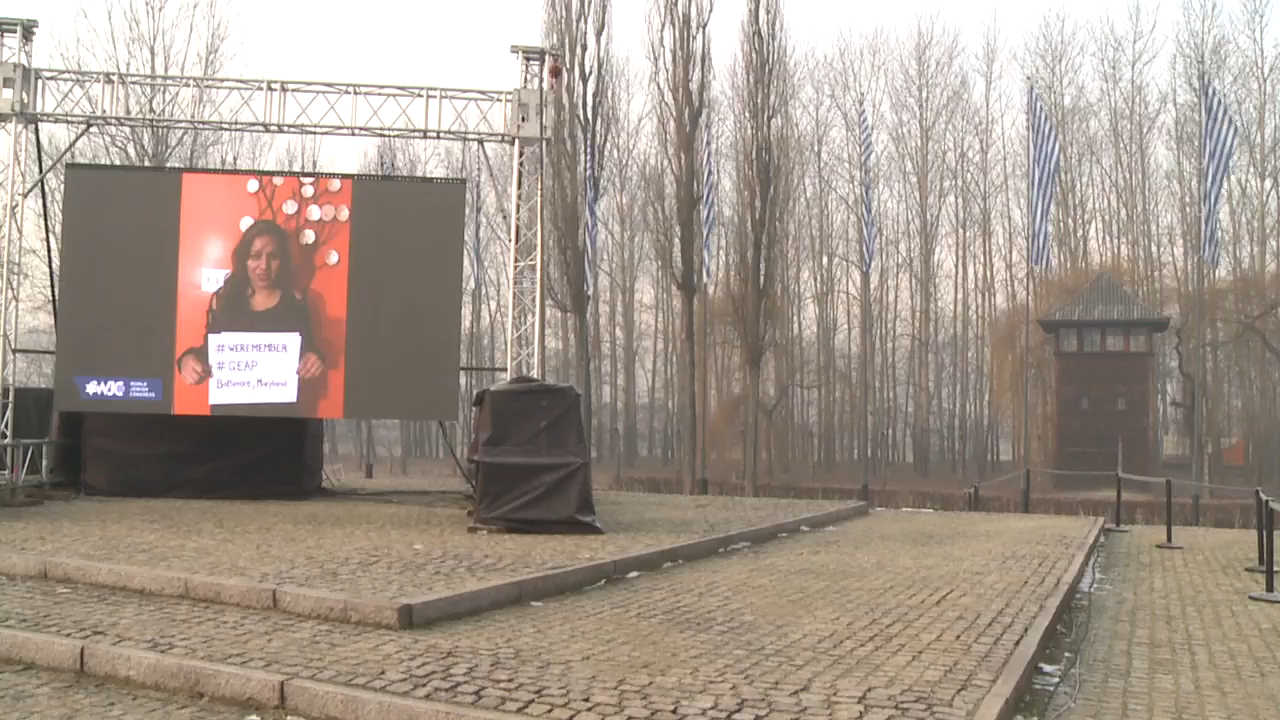 #WEREMEMBER
#GEAP
Baltimore, Maryland
WJC
WORLD
JEWISH
CONGRESS